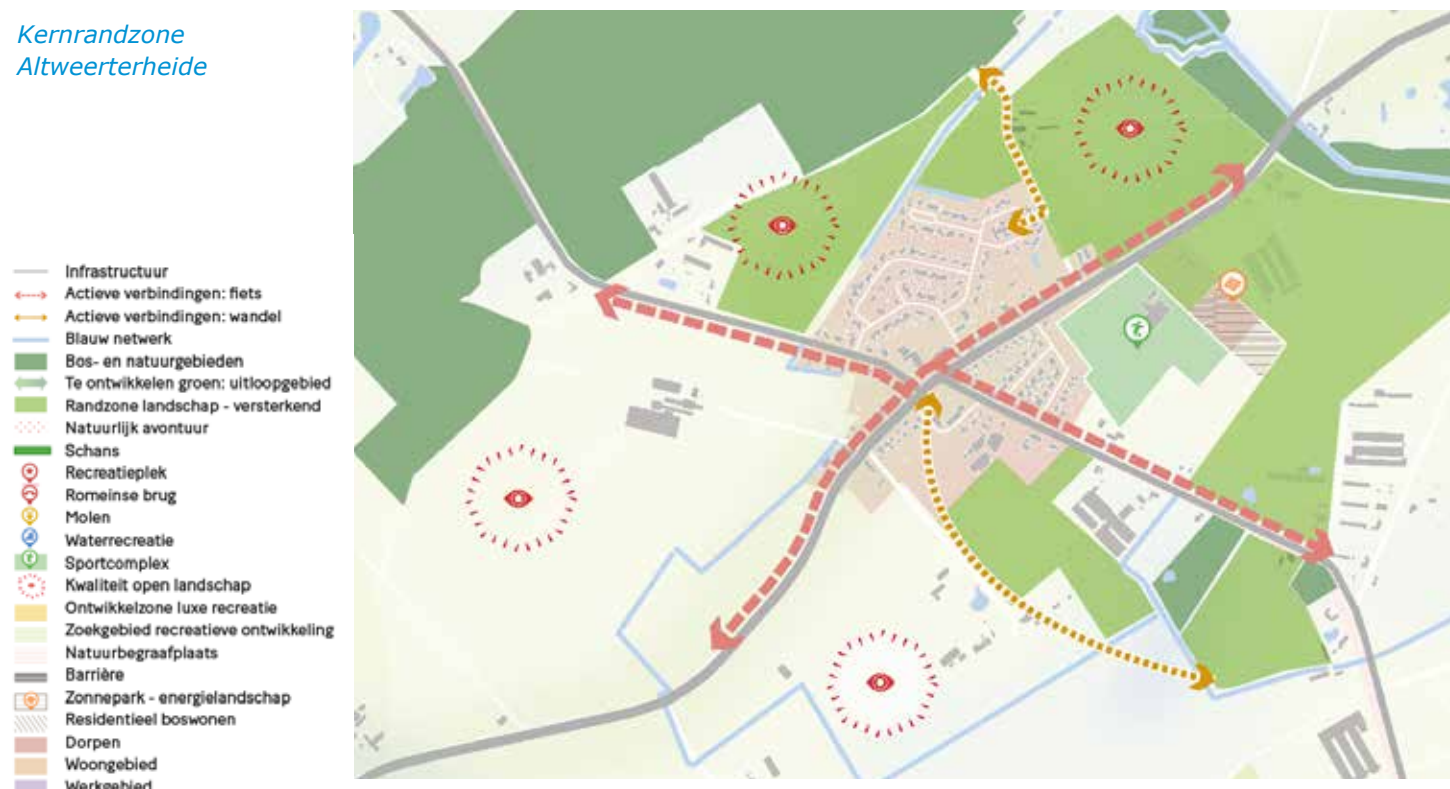 Kernrandzone
Altweerterheide
Infrastructuur
Actieve verbindingen: fiets
Actieve verbindingen: wandel
Blauw netwerk
Bos- en natuurgebieden
Te ontwikkelen groen: uitloopgebied
Randzone landschap - versterkend
Natuurlijk avontuur
Schans
Recreatieplek
Romeinse brug
Molen
Waterrecreatie
Sportcomplex
Kwaliteit open landschap
Ontwikkelzone luxe recreatie
Zoekgebied recreatieve ontwikkeling
Natuurbegraafplaats
Barrière
Zonnepark - energielandschap
Residentieel boswonen
Dorpen
Woongebied
Werkgebied